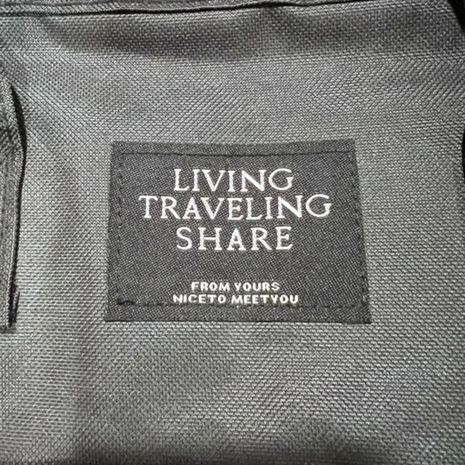 LIVING
TRAVELING
SHARE
FROM YOURS
NICETO MEETYOU